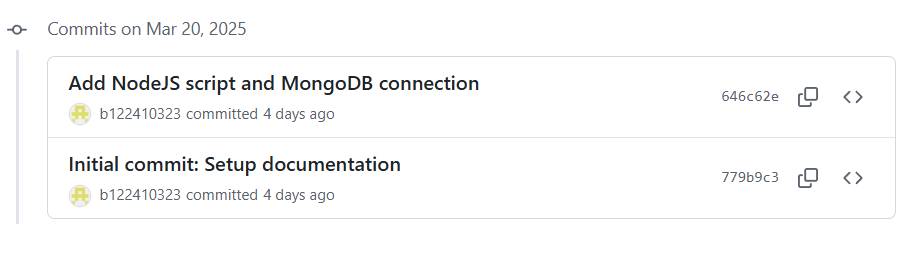 Commits on Mar 20, 2025
Add NodeJS script and MongoDB connection
b122410323 committed 4 days ago
646c62e
Initial commit: Setup documentation
b122410323 committed 4 days ago
779b9c3